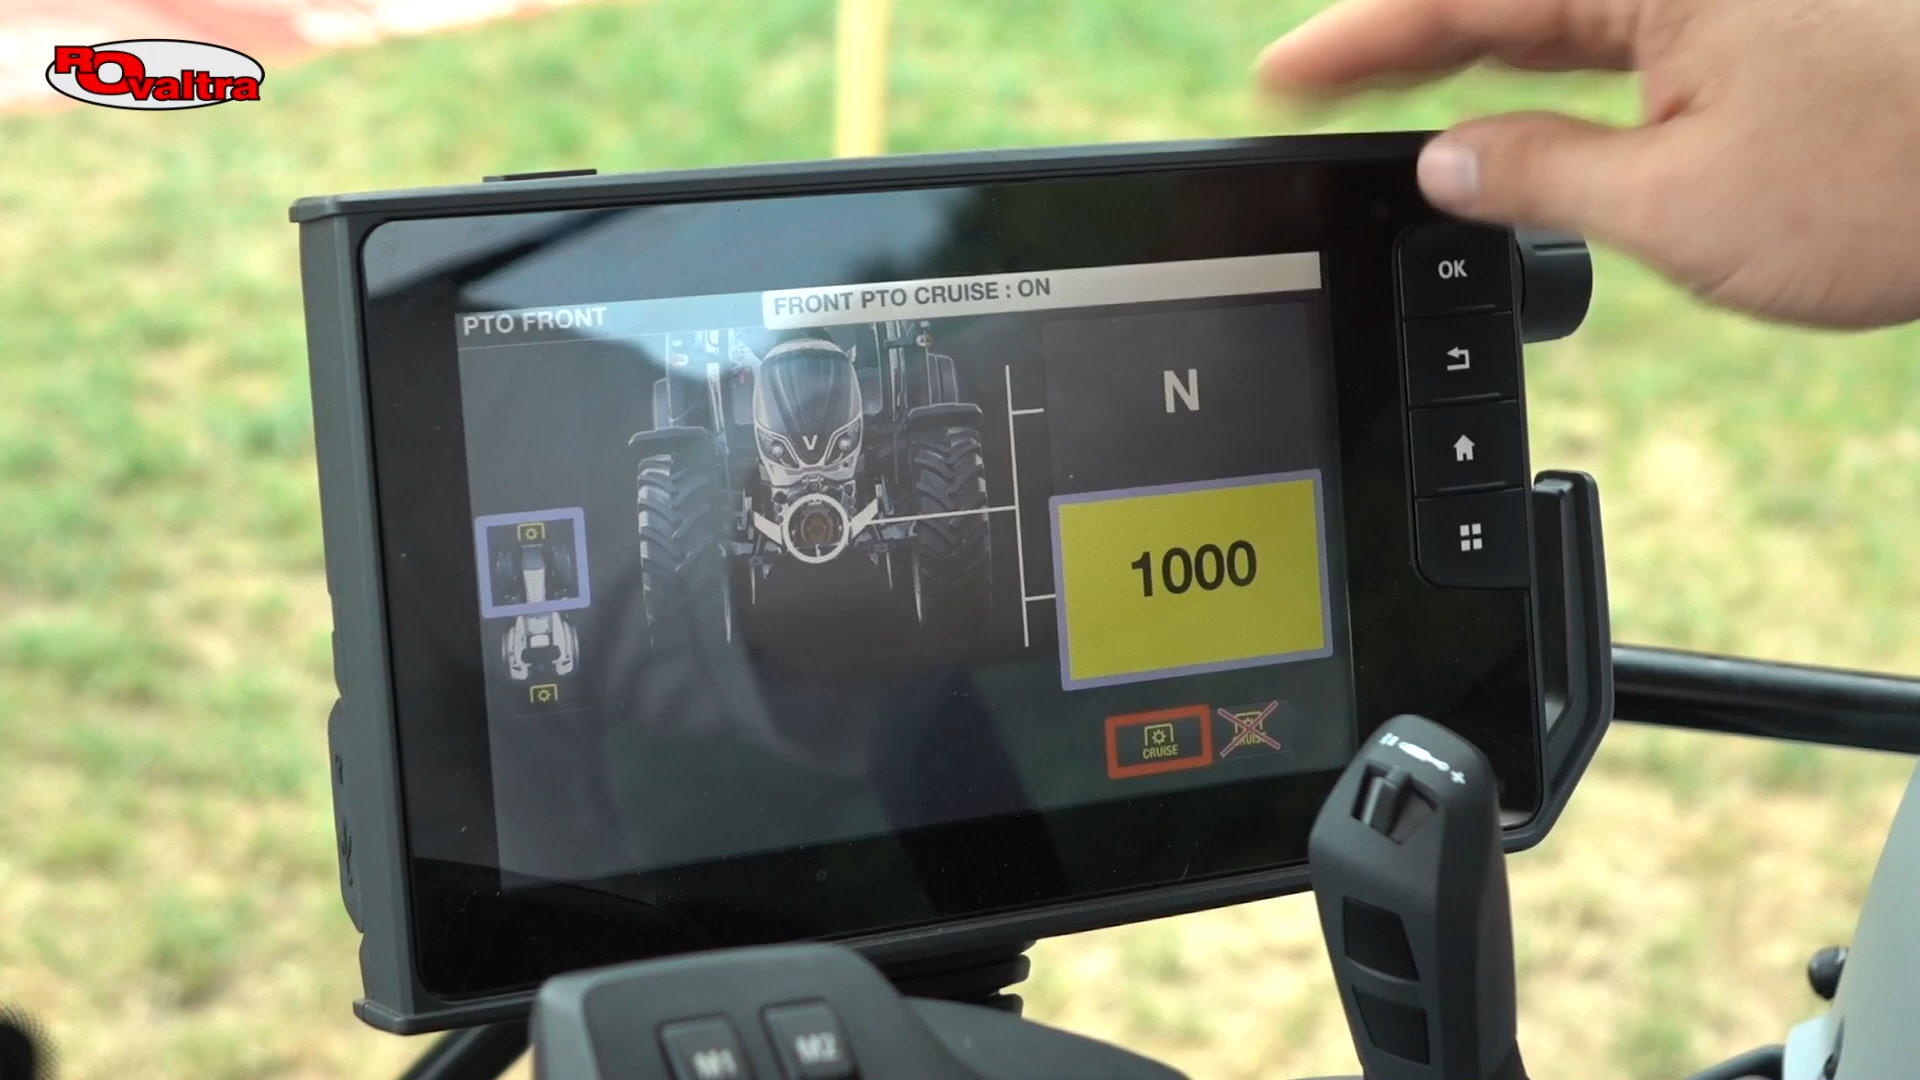 ROvaltra
PTO FRONT
FRONT PTO CRUISE : ON
N
V
1000
CRUISE
OK
M1
M2